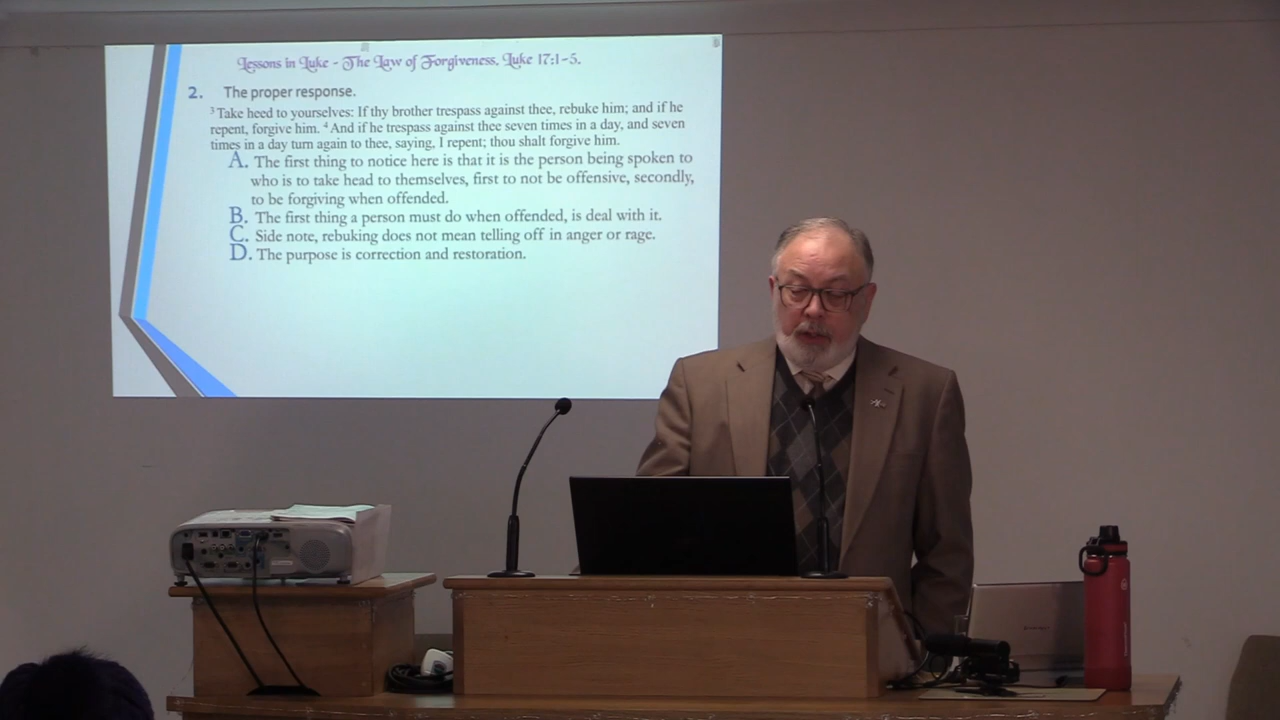 Lessons in Luke - The Law of Forgiveness, Luke 17:1-5.
2. The proper response.
3 Take heed to yourselves: If thy brother trespass against thee, rebuke him; and if he
repent, forgive him. 4 And if he trespass against thee seven times in a day, and seven
times in a day turn again to thee, saying, I repent; thou shalt forgive him.
A. The first thing to notice here is that it is the person being spoken to
who is to take head to themselves, first to not be offensive, secondly,
to be forgiving when offended.
B. The first thing a person must do when offended, is deal with it.
C. Side note, rebuking does not mean telling off in anger or rage.
D. The purpose is correction and restoration.